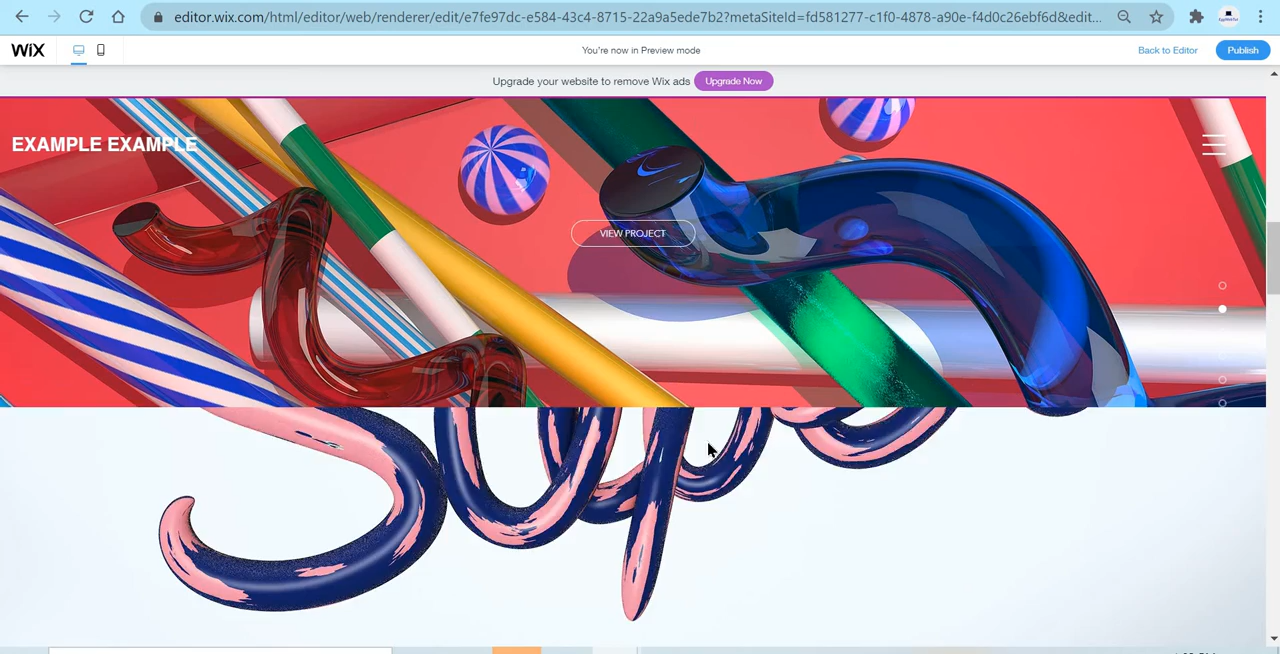 editor.wix.com/html/editor/web/renderer/edit/e7fe97dc-e584-43c4-8715-22a9a5ede7b2?metaSiteId=fd581277-c1f0-4878-a90e-f4d0c26ebf6d&edit...
WiX
You're now in Preview mode
Back to Editor
Publish
Upgrade your website to remove Wix ads
Upgrade Now
EXAMPLE EXAMPLE
VIEW PROJECT